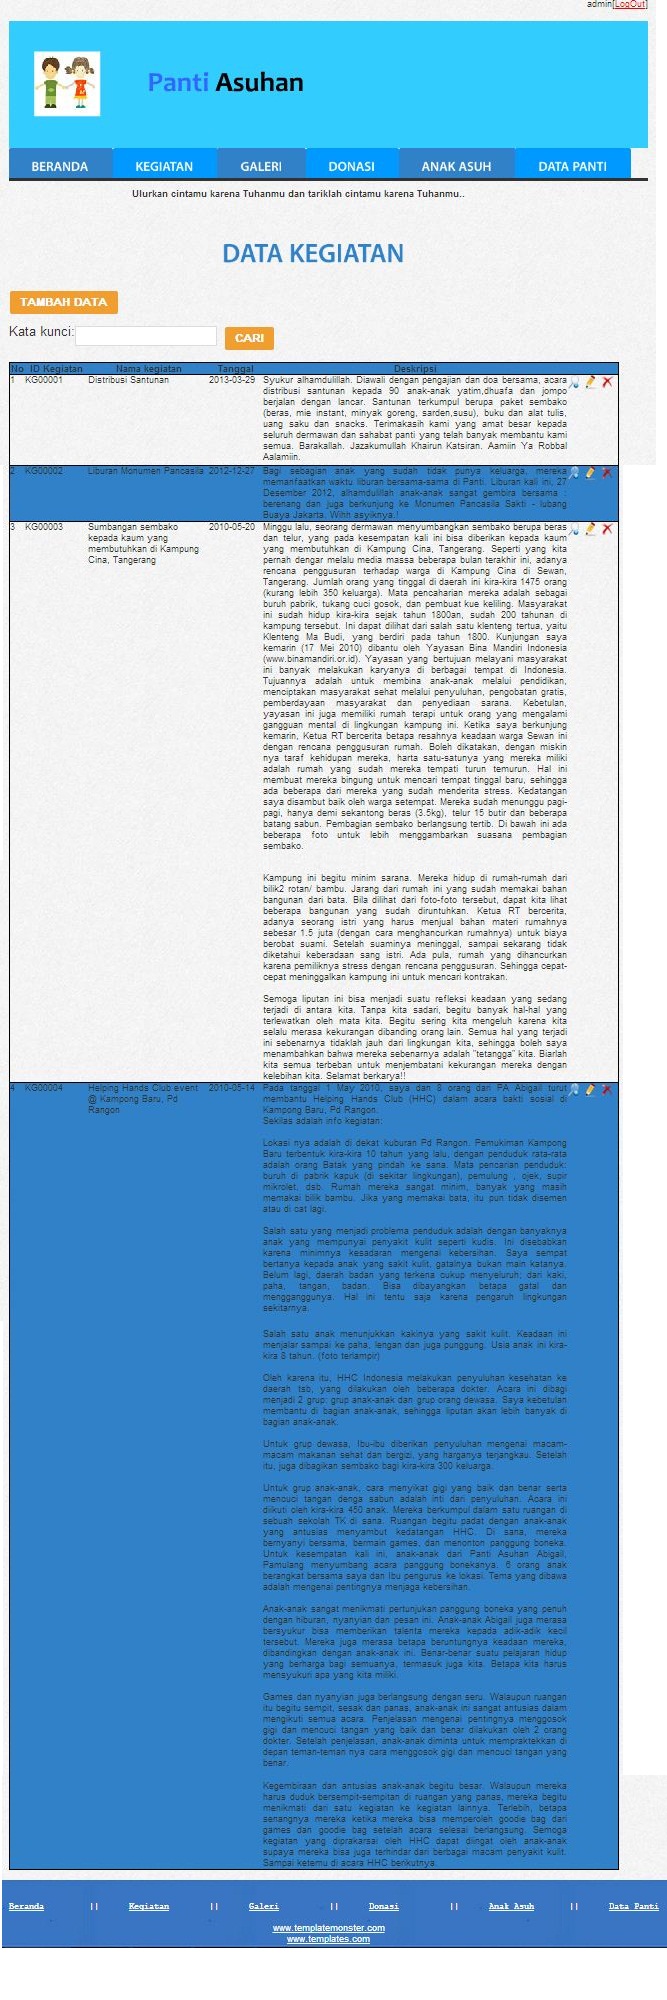 admin[LogOut]
Panti Asuhan
BERANDA KEGIATAN GALERI DONASI ANAK ASUH DATA PANTI
Ulurkan cintamu karena Tuhanmu dan tariklah cintamu karena Tuhanmu..
DATA KEGIATAN
TAMBAH DATA
Kata kunci: CARI
No ID Kegiatan Nama kegiatan Tanggal Deskripsi
1 KG00001 Distribusi Santunan 2013-03-29 Syukur alhamdulillah. Diawali dengan pengajian dan doa bersama, acara
distribusi santunan kepada 90 anak-anak yatim,dhuafa dan jompo
berjalan dengan lancar. Santunan terkumpul berupa paket sembako
(beras, mie instant, minyak goreng, sarden,susu), buku dan alat tulis,
uang saku dan snacks. Terimakasih kami yang amat besar kepada
seluruh dermawan dan sahabat panti yang telah banyak membantu kami
semua. Barakallah. Jazakumullah Khairun Katsiran. Aamiin Ya Robbal
Aalamiin.
2 KG00002 Liburan Monumen Pancasila 2012-12-27 Bagi sebagian anak yang sudah tidak punya keluarga, mereka
memanfaatkan waktu liburan bersama-sama di Panti. Liburan kali ini, 27
Desember 2012, alhamdulillah anak-anak sangat gembira bersama :
berenang dan juga berkunjung ke Monumen Pancasila Sakti - lubang
Buaya Jakarta. Wihh asyiknya.!
3 KG00003 Sumbangan sembako 2010-05-20 Minggu lalu, seorang dermawan menyumbangkan sembako berupa beras
kepada kaum yang dan telur, yang pada kesempatan kali ini bisa diberikan kepada kaum
membutuhkan di Kampung yang membutuhkan di Kampung Cina, Tangerang. Seperti yang kita
Cina, Tangerang pernah dengar melalu media massa beberapa bulan terakhir ini, adanya
rencana penggusuran terhadap warga di Kampung Cina di Sewan,
Tangerang. Jumlah orang yang tinggal di daerah ini kira-kira 1475 orang
(kurang lebih 350 keluarga). Mata pencaharian mereka adalah sebagai
buruh pabrik, tukang cuci gosok, dan pembuat kue keliling. Masyarakat
ini sudah hidup kira-kira sejak tahun 1800an, sudah 200 tahunan di
kampung tersebut. Ini dapat dilihat dari salah satu klenteng tertua, yaitu
Klenteng Ma Budi, yang berdiri pada tahun 1800. Kunjungan saya
kemarin (17 Mei 2010) dibantu oleh Yayasan Bina Mandiri Indonesia
(www.binamandiri.or.id). Yayasan yang bertujuan melayani masyarakat
ini banyak melakukan karyanya di berbagai tempat di Indonesia.
Tujuannya adalah untuk membina anak-anak melalui pendidikan,
menciptakan masyarakat sehat melalui penyuluhan, pengobatan gratis,
pemberdayaan masyarakat dan penyediaan sarana. Kebetulan,
yayasan ini juga memiliki rumah terapi untuk orang yang mengalami
gangguan mental di lingkungan kampung ini. Ketika saya berkunjung
kemarin, Ketua RT bercerita betapa resahnya keadaan warga Sewan ini
dengan rencana penggusuran rumah. Boleh dikatakan, dengan miskin
nya taraf kehidupan mereka, harta satu-satunya yang mereka miliki
adalah rumah yang sudah mereka tempati turun temurun. Hal ini
membuat mereka bingung untuk mencari tempat tinggal baru, sehingga
ada beberapa dari mereka yang sudah menderita stress. Kedatangan
saya disambut baik oleh warga setempat. Mereka sudah menunggu pagi-
pagi, hanya demi sekantong beras (3.5kg), telur 15 butir dan beberapa
batang sabun. Pembagian sembako berlangsung tertib. Di bawah ini ada
beberapa foto untuk lebih menggambarkan suasana pembagian
sembako.
Kampung ini begitu minim sarana. Mereka hidup di rumah-rumah dari
bilik2 rotan/ bambu. Jarang dari rumah ini yang sudah memakai bahan
bangunan dari bata. Bila dilihat dari foto-foto tersebut, dapat kita lihat
beberapa bangunan yang sudah diruntuhkan. Ketua RT bercerita,
adanya seorang istri yang harus menjual bahan materi rumahnya
sebesar 1.5 juta (dengan cara menghancurkan rumahnya) untuk biaya
berobat suami. Setelah suaminya meninggal, sampai sekarang tidak
diketahui keberadaan sang istri. Ada pula, rumah yang dihancurkan
karena pemiliknya stress dengan rencana penggusuran. Sehingga cepat-
cepat meninggalkan kampung ini untuk mencari kontrakan.
Semoga liputan ini bisa menjadi suatu refleksi keadaan yang sedang
terjadi di antara kita. Tanpa kita sadari, begitu banyak hal-hal yang
terlewatkan oleh mata kita. Begitu sering kita mengeluh karena kita
selalu merasa kekurangan dibanding orang lain. Semua hal yang terjadi
ini sebenarnya tidaklah jauh dari lingkungan kita, sehingga boleh saya
menambahkan bahwa mereka sebenarnya adalah "tetangga" kita. Biarlah
kita semua terbeban untuk menjembatani kekurangan mereka dengan
kelebihan kita. Selamat berkarya!!
4 KG00004 Helping Hands Club event 2010-05-14 Pada tanggal 1 May 2010, saya dan 8 orang dari PA Abigail turut
@ Kampong Baru, Pd membantu Helping Hands Club (HHC) dalam acara bakti sosial di
Rangon Kampong Baru, Pd Rangon.
Sekilas adalah info kegiatan:
Lokasi nya adalah di dekat kuburan Pd Rangon. Pemukiman Kampong
Baru terbentuk kira-kira 10 tahun yang lalu, dengan penduduk rata-rata
adalah orang Batak yang pindah ke sana. Mata pencarian penduduk:
buruh di pabrik kapuk (di sekitar lingkungan), pemulung , ojek, supir
mikrolet, dsb. Rumah mereka sangat minim, banyak yang masih
memakai bilik bambu. Jika yang memakai bata, itu pun tidak disemen
atau di cat lagi.
Salah satu yang menjadi problema penduduk adalah dengan banyaknya
anak yang mempunyai penyakit kulit seperti kudis. Ini disebabkan
karena minimnya kesadaran mengenai kebersihan. Saya sempat
bertanya kepada anak yang sakit kulit, gatalnya bukan main katanya.
Belum lagi, daerah badan yang terkena cukup menyeluruh; dari kaki,
paha, tangan, badan. Bisa dibayangkan betapa gatal dan
mengganggunya. Hal ini tentu saja karena pengaruh lingkungan
sekitarnya.
Salah satu anak menunjukkan kakinya yang sakit kulit. Keadaan ini
menjalar sampai ke paha, lengan dan juga punggung. Usia anak ini kira-
kira 5 tahun. (foto terlampir)
Oleh karena itu, HHC Indonesia melakukan penyuluhan kesehatan ke
daerah tsb, yang dilakukan oleh beberapa dokter. Acara ini dibagi
menjadi 2 grup: grup anak-anak dan grup orang dewasa. Saya kebetulan
membantu di bagian anak-anak, sehingga liputan akan lebih banyak di
bagian anak-anak.
Untuk grup dewasa, Ibu-ibu diberikan penyuluhan mengenai macam-
macam makanan sehat dan bergizi, yang harganya terjangkau. Setelah
itu, juga dibagikan sembako bagi kira-kira 300 keluarga.
Untuk grup anak-anak, cara menyikat gigi yang baik dan benar serta
mencuci tangan denga sabun adalah inti dari penyuluhan. Acara ini
diikuti oleh kira-kira 450 anak. Mereka berkumpul dalam satu ruangan di
sebuah sekolah TK di sana. Ruangan begitu padat dengan anak-anak
yang antusias menyambut kedatangan HHC. Di sana, mereka
bernyanyi bersama, bermain games, dan menonton panggung boneka.
Untuk kesempatan kali ini, anak-anak dari Panti Asuhan Abigail,
Pamulang menyumbang acara panggung bonekanya. 6 orang anak
berangkat bersama saya dan Ibu pengurus ke lokasi. Tema yang dibawa
adalah mengenai pentingnya menjaga kebersihan.
Anak-anak sangat menikmati pertunjukan panggung boneka yang penuh
dengan hiburan, nyanyian dan pesan ini. Anak-anak Abigail juga merasa
bersyukur bisa memberikan talenta mereka kepada adik-adik kecil
tersebut. Mereka juga merasa betapa beruntungnya keadaan mereka,
dibandingkan dengan anak-anak ini. Benar-benar suatu pelajaran hidup
yang berharga bagi semuanya, termasuk juga kita. Betapa kita harus
mensyukuri apa yang kita miliki.
Games dan nyanyian juga berlangsung dengan seru. Walaupun ruangan
itu begitu sempit, sesak dan panas, anak-anak ini sangat antusias dalam
mengikuti semua acara. Penjelasan mengenai pentingnya menggosok
gigi dan mencuci tangan yang baik dan benar dilakukan oleh 2 orang
dokter. Setelah penjelasan, anak-anak diminta untuk mempraktekkan di
depan teman-teman nya cara menggosok gigi dan mencuci tangan yang
benar.
Kegembiraan dan antusias anak-anak begitu besar. Walaupun mereka
harus duduk bersempit-sempitan di ruangan yang panas, mereka begitu
menikmati dari satu kegiatan ke kegiatan lainnya. Terlebih, betapa
senangnya mereka ketika mereka bisa memperoleh goodie bag dari
games dan goodie bag setelah acara selesai berlangsung. Semoga
kegiatan yang diprakarsai oleh HHC dapat diingat oleh anak-anak
supaya mereka bisa juga terhindar dari berbagai macam penyakit kulit.
Sampai ketemu di acara HHC berikutnya.
Beranda || Kegiatan || Galeri || Donasi || Anak Asuh || Data Panti
www.templatemonster.com
www.templates.com